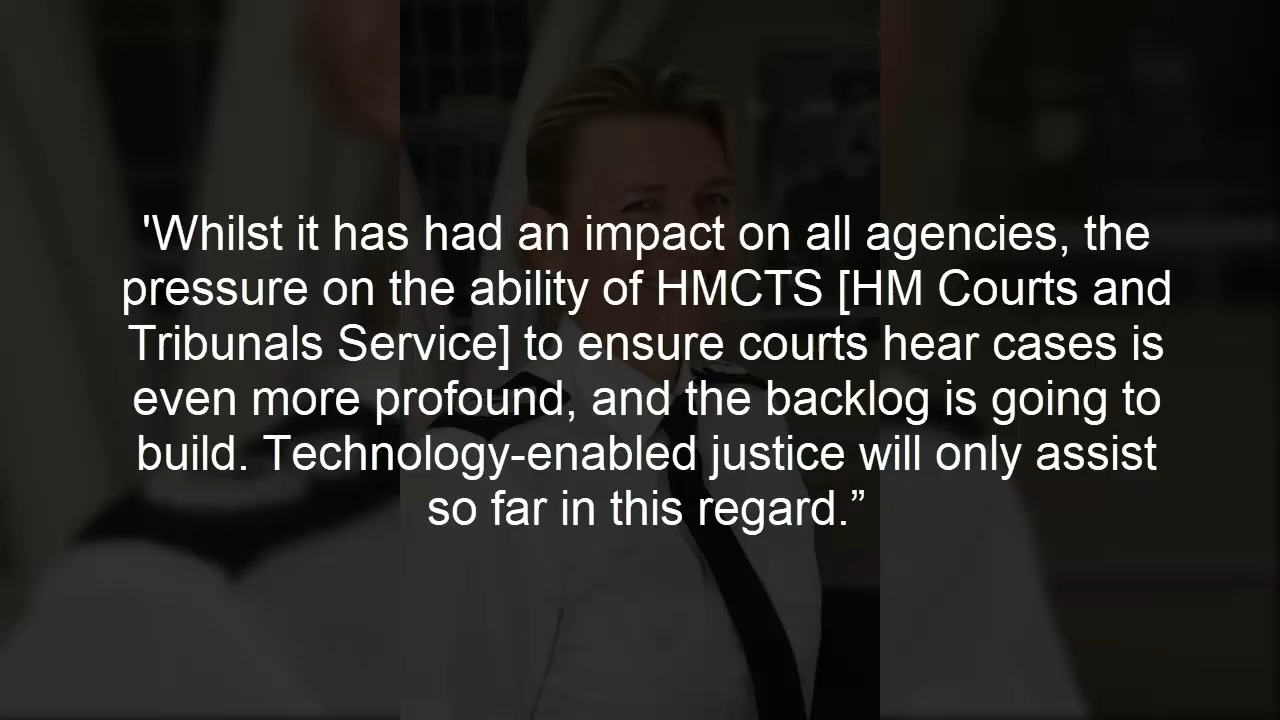 'Whilst it has had an impact on all agencies, the
pressure on the ability of HMCTS [HM Courts and
Tribunals Service] to ensure courts hear cases is
even more profound, and the backlog is going to
build. Technology-enabled justice will only assist
so far in this regard.”